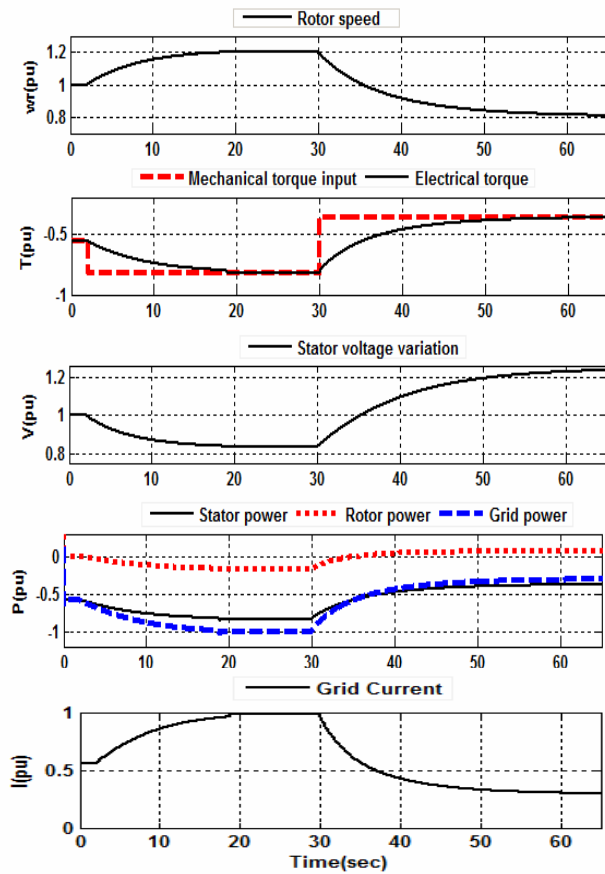 Rotor speed
wr(pu)
1.2
1
0.8
0 10 20 30 40 50 60
Mechanical torque input Electrical torque
T(pu)
-0.5
-1
0 10 20 30 40 50 60
Stator voltage variation
V(pu)
1.2
1
0.8
0 10 20 30 40 50 60
Stator power Rotor power Grid power
P(pu)
0
-0.5
-1
0 10 20 30 40 50 60
Grid Current
I(pu)
1
0.5
0
0 10 20 30 40 50 60
Time(sec)